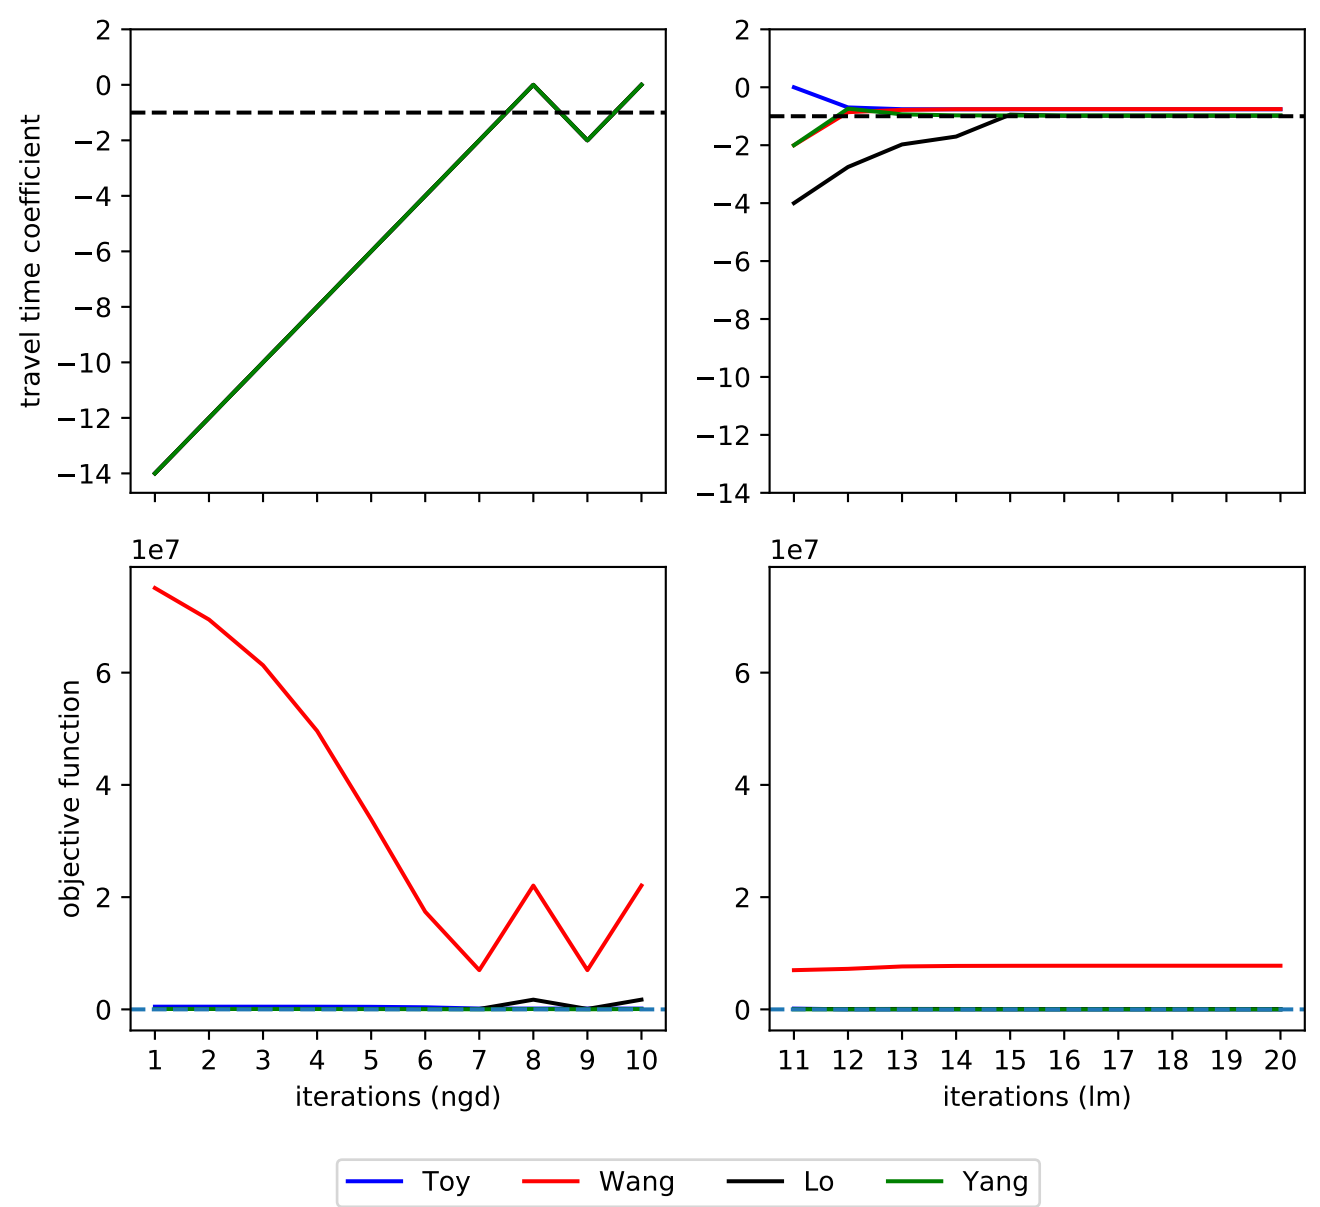 2
0
−2
−4
−6
−8
−10
−12
−14
travel time coefficient
2
0
−2
−4
−6
−8
−10
−12
−14
1e7
6
4
2
0
objective function
1 2 3 4 5 6 7 8 9 10
iterations (ngd)
1e7
6
4
2
0
11 12 13 14 15 16 17 18 19 20
iterations (lm)
Toy Wang Lo Yang